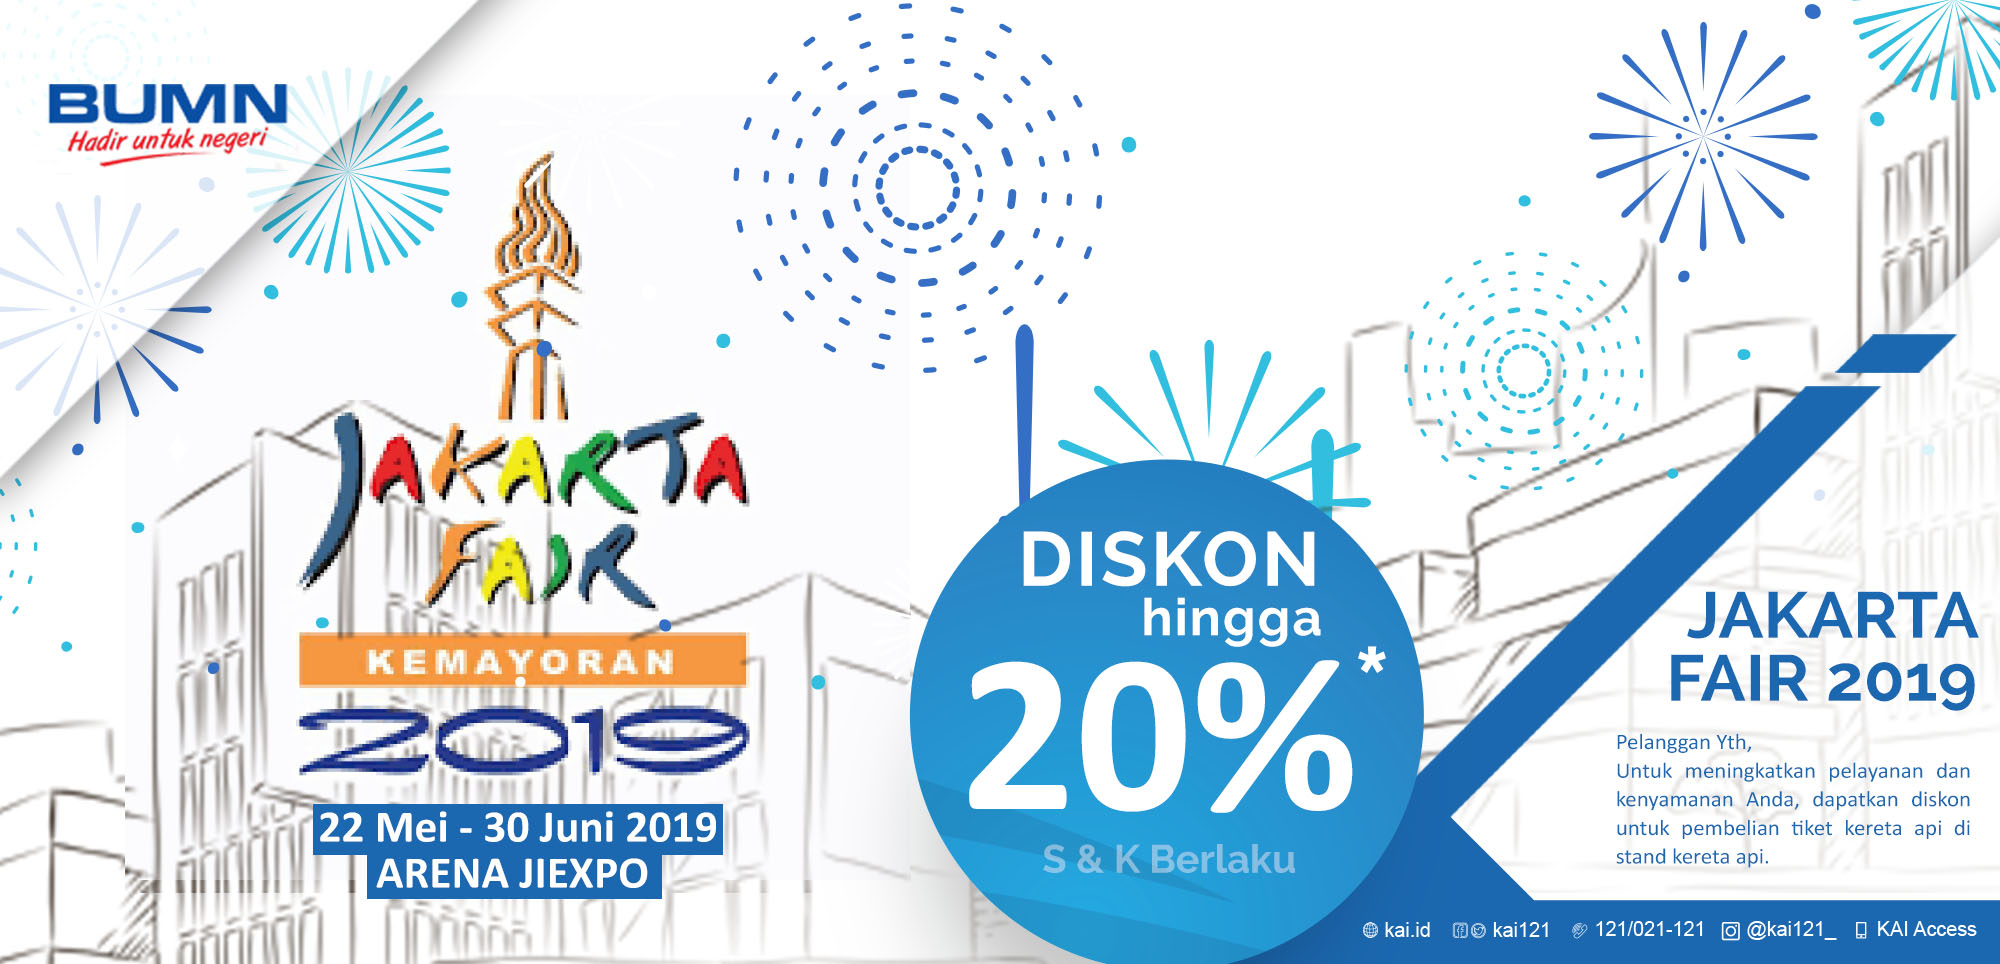 BUMN
Hadir untuk negeri
JAKARTA
FAIR
KEMAYORAN
2019
22 Mei - 30 Juni 2019
ARENA JIEXPO
DISKON
hingga
20%*
S & K Berlaku
JAKARTA
FAIR 2019
Pelanggan Yth,
Untuk meningkatkan pelayanan dan
kenyamanan Anda, dapatkan diskon
untuk pembelian tiket kereta api di
stand kereta api.
kai.id kai121 121/021-121 @kai121_ KAI Access